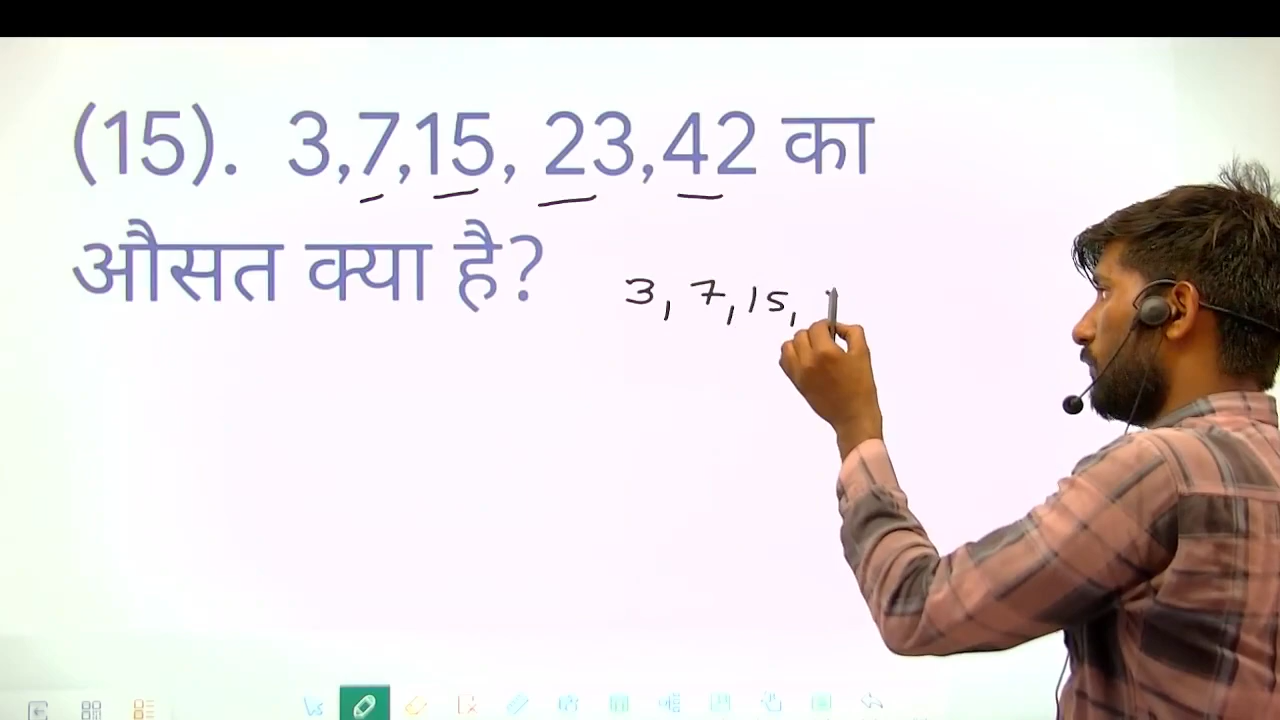 (15). 3,7,15, 23,42 का
औसत क्या है?
3, 7, 15,